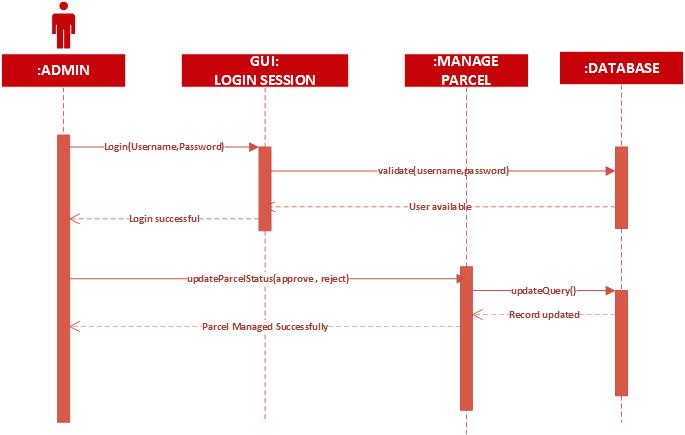 :ADMIN
GUI:
LOGIN SESSION
:MANAGE
PARCEL
:DATABASE
Login(Username,Password)
validate(username,password)
User available
Login successful
updateParcelStatus(approve , reject)
updateQuery()
Record updated
Parcel Managed Successfully